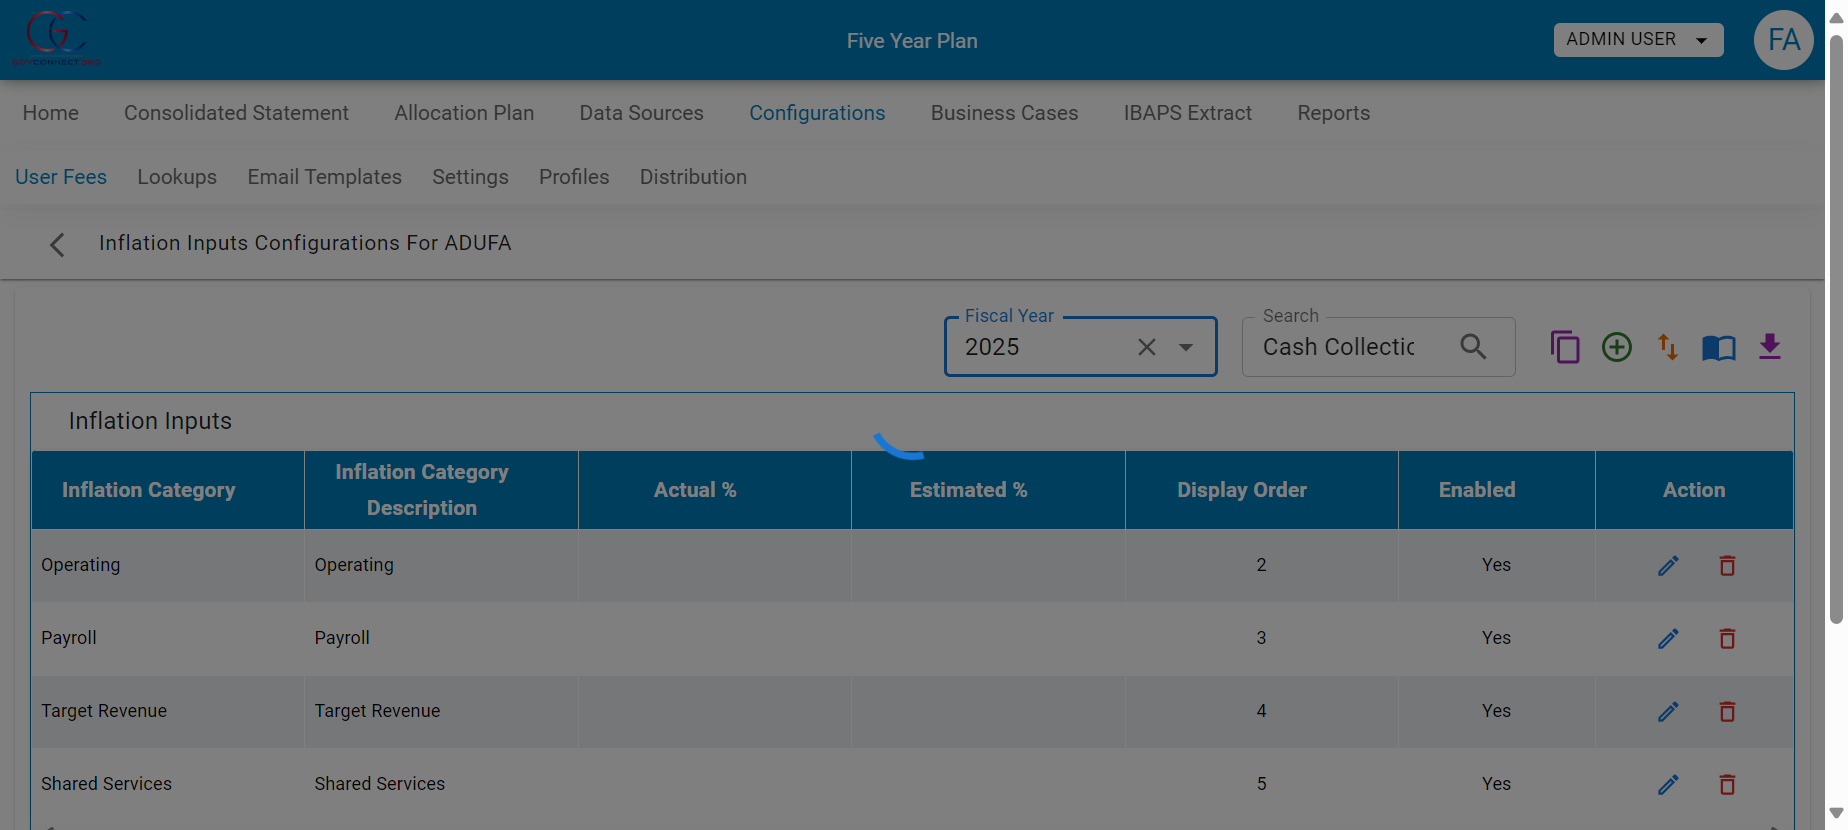 GOVCONNECT.PRO
Five Year Plan
ADMIN USER
FA
Home Consolidated Statement Allocation Plan Data Sources Configurations Business Cases IBAPS Extract Reports
User Fees Lookups Email Templates Settings Profiles Distribution
Inflation Inputs Configurations For ADUFA
Fiscal Year Search
2025 Cash Collectic
Inflation Inputs
Inflation Category Inflation Category Description Actual % Estimated % Display Order Enabled Action
Operating Operating 2 Yes
Payroll Payroll 3 Yes
Target Revenue Target Revenue 4 Yes
Shared Services Shared Services 5 Yes